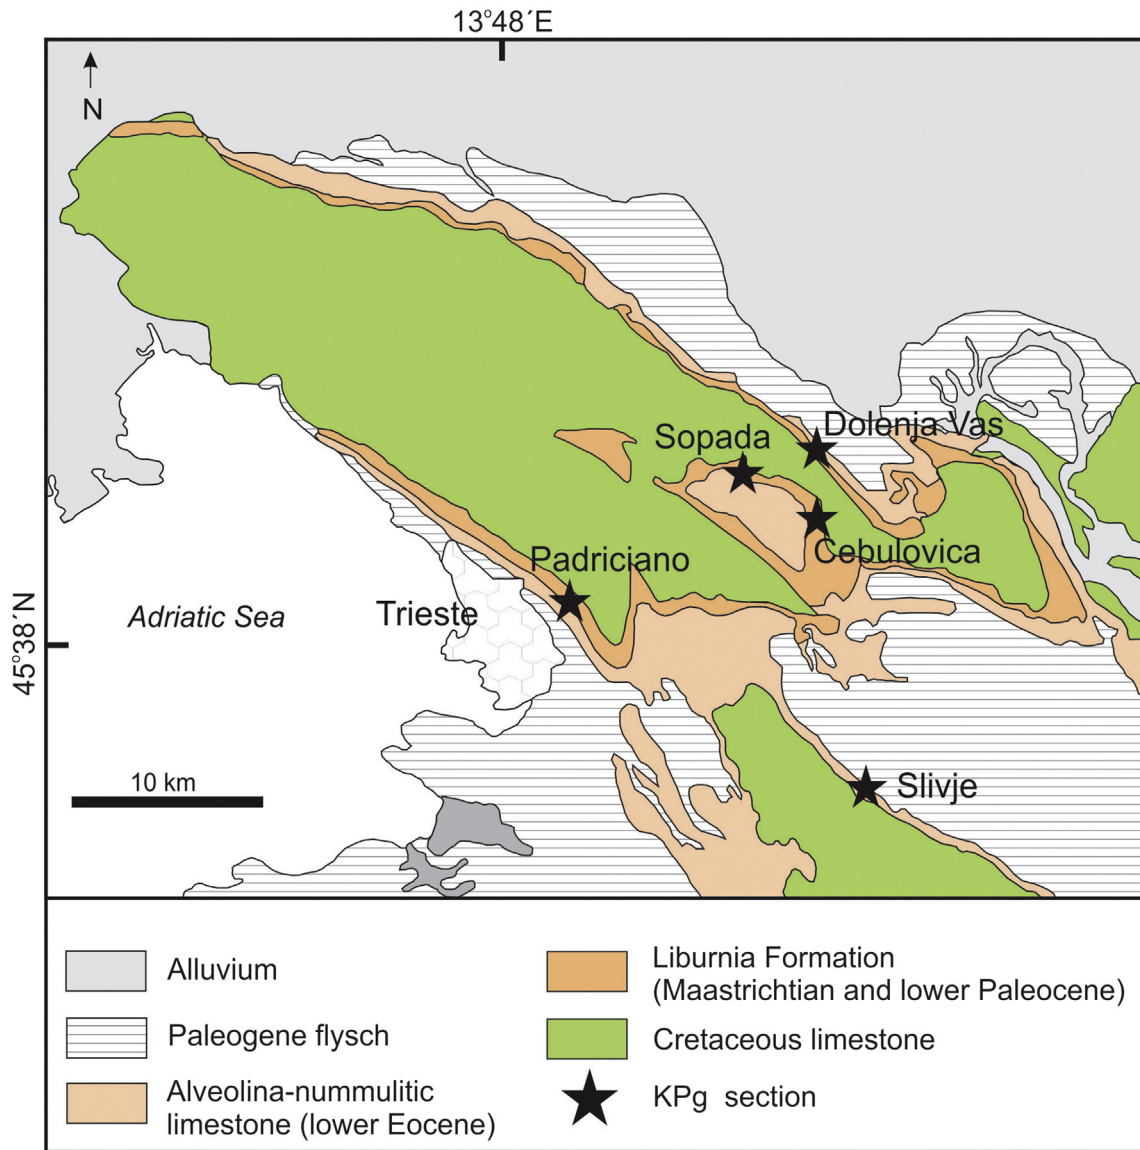 13°48´E
N
Dolenja Vas
Sopada
Cebulovica
Padriciano
Trieste
Adriatic Sea
45°38´N
Slivje
10 km
Alluvium
Paleogene flysch
Alveolina-nummulitic
limestone (lower Eocene)
Liburnia Formation
(Maastrichtian and lower Paleocene)
Cretaceous limestone
KPg section